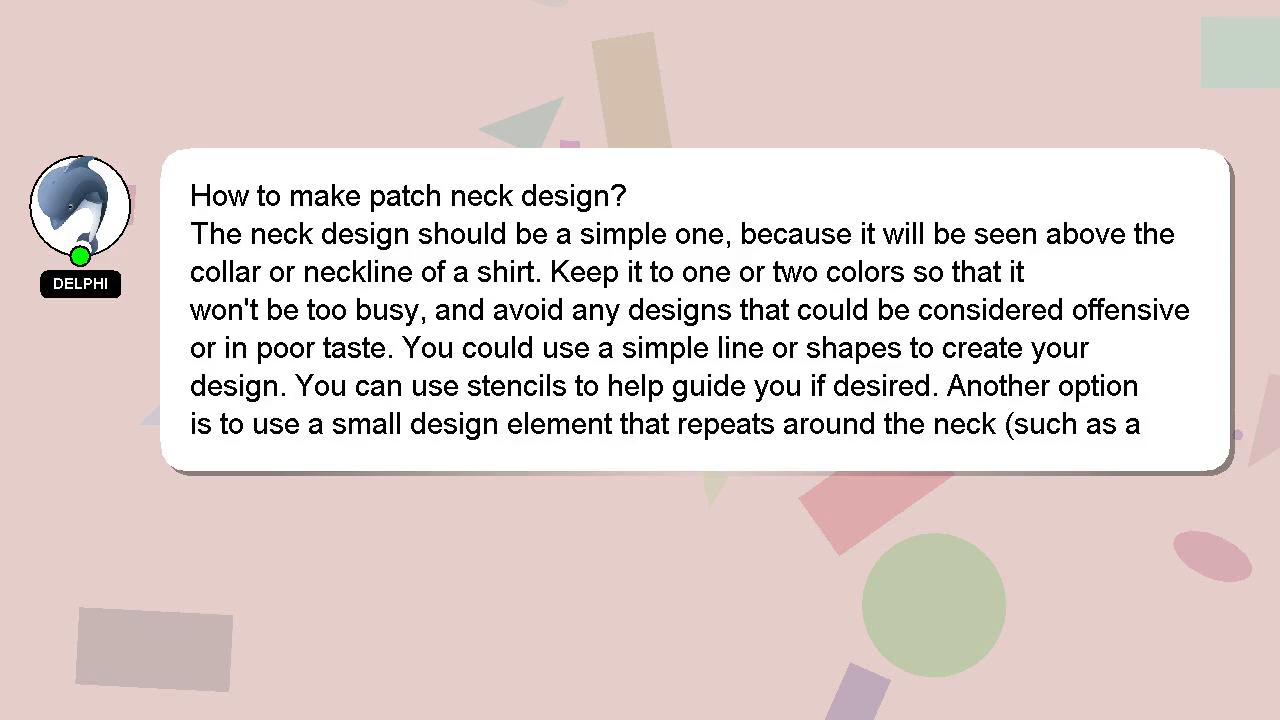 How to make patch neck design?
The neck design should be a simple one, because it will be seen above the
collar or neckline of a shirt. Keep it to one or two colors so that it
won't be too busy, and avoid any designs that could be considered offensive
or in poor taste. You could use a simple line or shapes to create your
design. You can use stencils to help guide you if desired. Another option
is to use a small design element that repeats around the neck (such as a
DELPHI